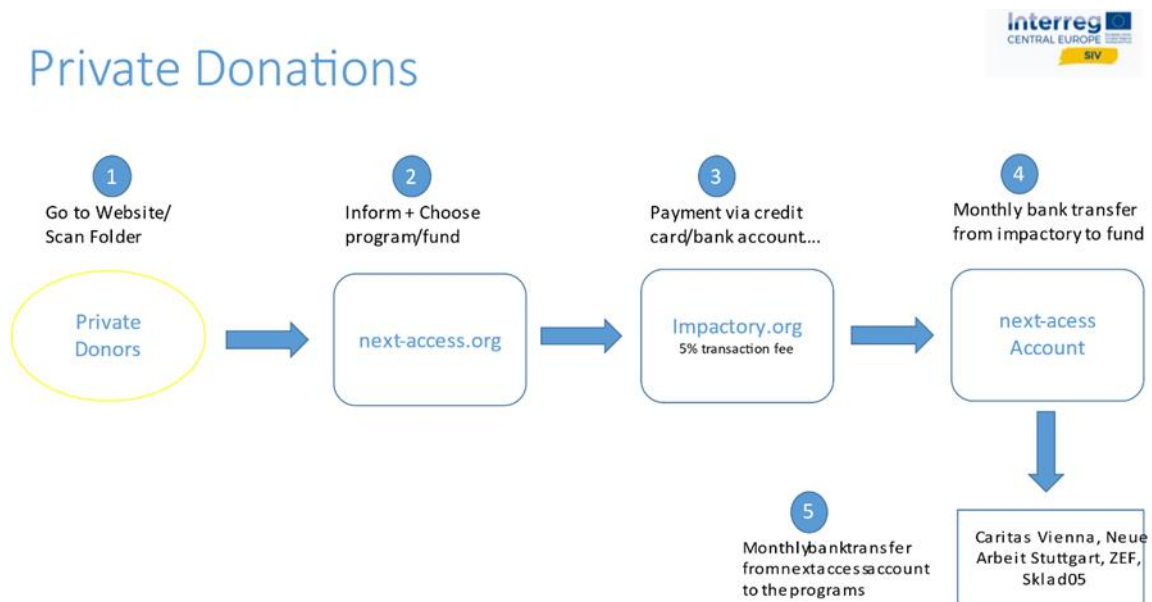 Interreg
CENTRAL EUROPE
SIV
Private Donations
1
Go to Website/
Scan Folder
Private
Donors
2
Inform + Choose
program/fund
next-access.org
3
Payment via credit
card/bank account....
Impactory.org
5% transaction fee
4
Monthly bank transfer
from impactory to fund
next-acess
Account
5
Monthlybanktransfer
fromnextaccessaccount
to the programs
Caritas Vienna, Neue
Arbeit Stuttgart, ZEF,
Sklad05